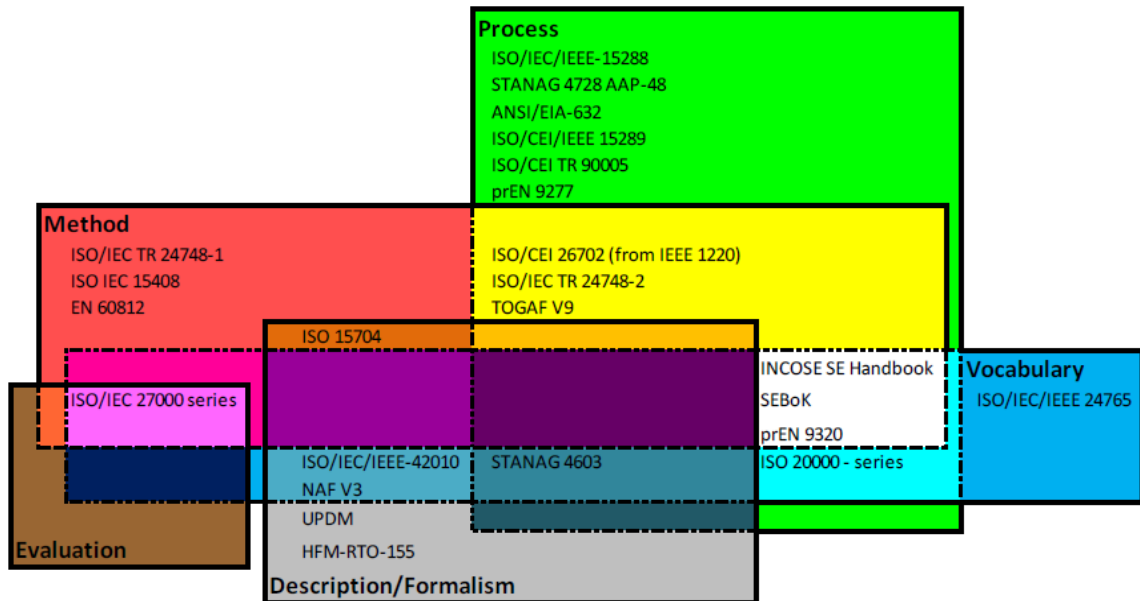 Process
ISO/IEC/IEEE-15288
STANAG 4728 AAP-48
ANSI/EIA-632
ISO/CEI/IEEE 15289
ISO/CEI TR 90005
prEN 9277
Method
ISO/IEC TR 24748-1
ISO IEC 15408
EN 60812
ISO/CEI 26702 (from IEEE 1220)
ISO/IEC TR 24748-2
TOGAF V9
ISO 15704
INCOSE SE Handbook
SEBoK
prEN 9320
Vocabulary
ISO/IEC/IEEE 24765
ISO/IEC 27000 series
ISO/IEC/IEEE-42010
NAF V3
UPDM
HFM-RTO-155
STANAG 4603
ISO 20000 - series
Evaluation
Description/Formalism